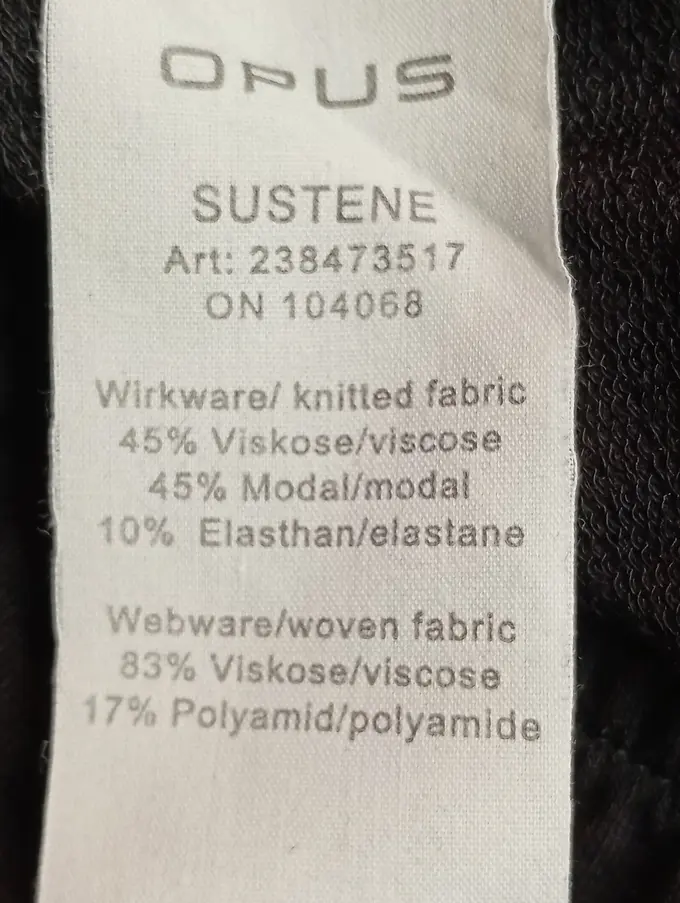 OPUS
SUSTENE
Art: 238473517
ON 104068
Wirkware/ knitted fabric
45% Viskose/viscose
45% Modal/modal
10% Elasthan/elastane
Webware/woven fabric
83% Viskose/viscose
17% Polyamid/polyamide